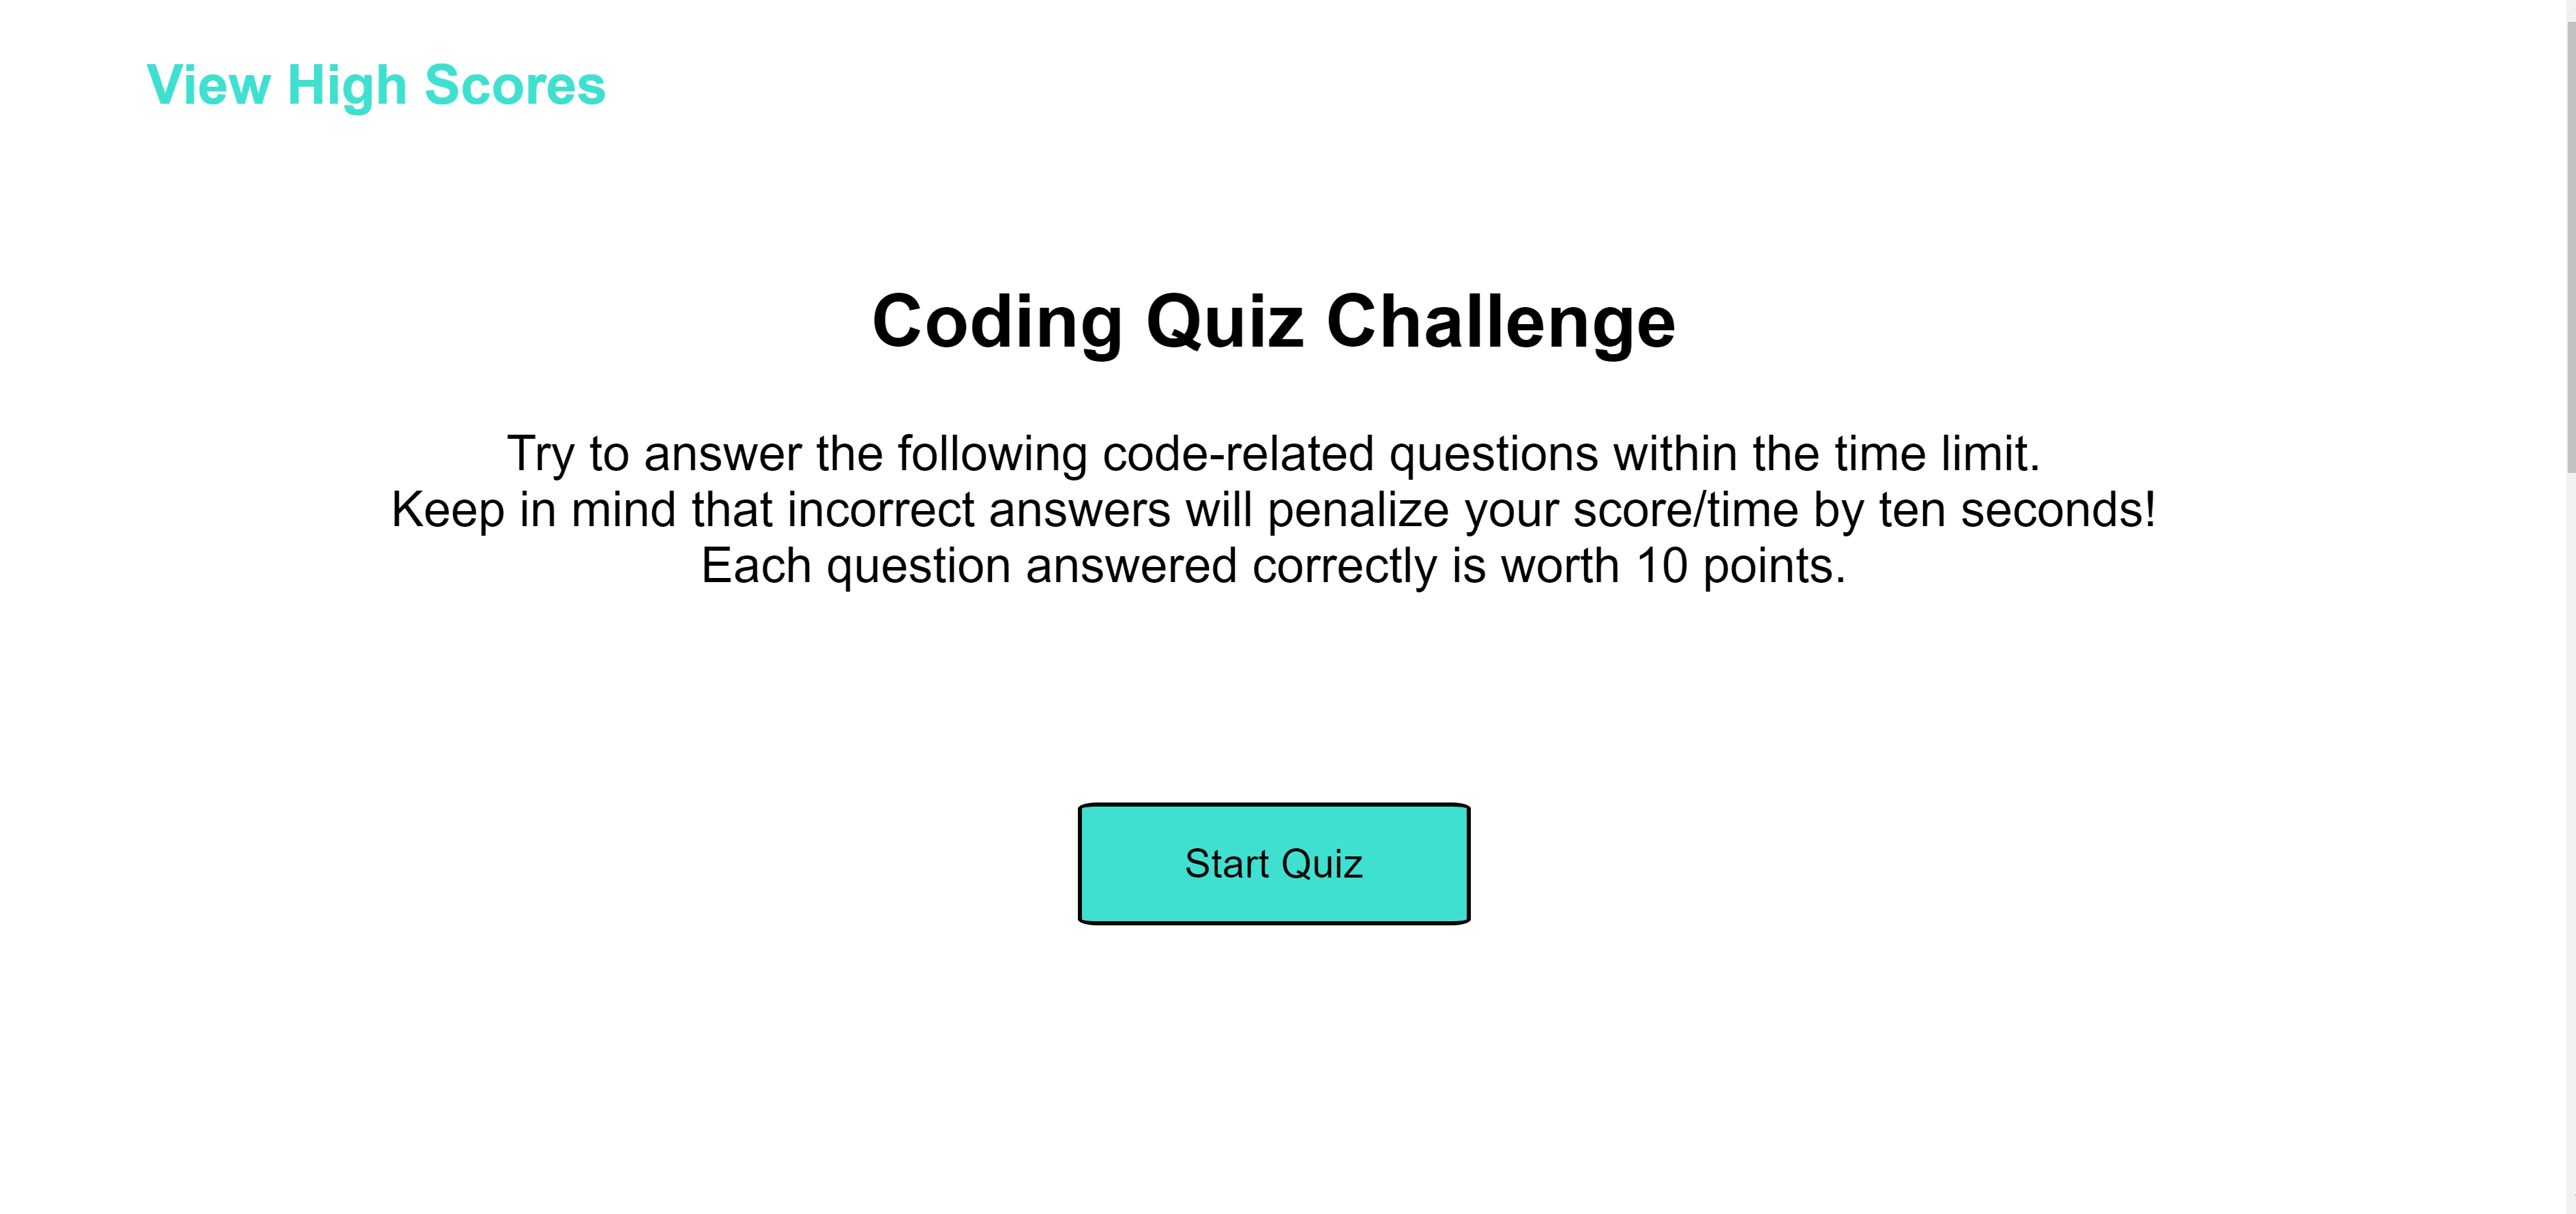 View High Scores
Coding Quiz Challenge
Try to answer the following code-related questions within the time limit.
Keep in mind that incorrect answers will penalize your score/time by ten seconds!
Each question answered correctly is worth 10 points.
Start Quiz